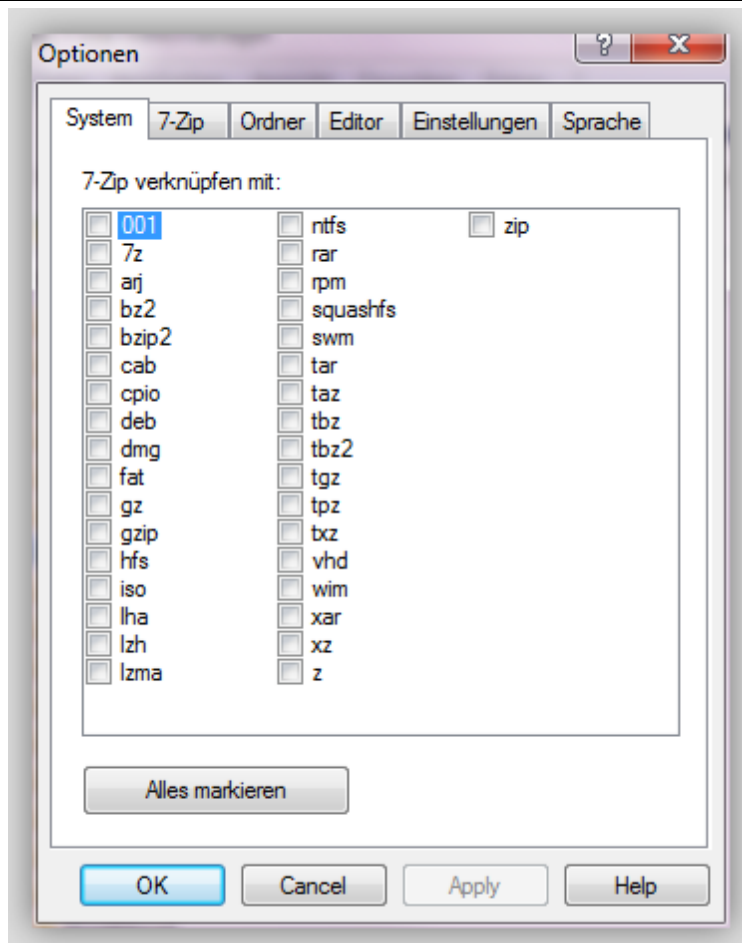 Optionen
System 7-Zip Ordner Editor Einstellungen Sprache
7-Zip verknüpfen mit:
001
7z
arj
bz2
bzip2
cab
cpio
deb
dmg
fat
gz
gzip
hfs
iso
lha
lzh
lzma
ntfs
rar
rpm
squashfs
swm
tar
taz
tbz
tbz2
tgz
tpz
txz
vhd
wim
xar
xz
z
zip
Alles markieren
OK Cancel Apply Help